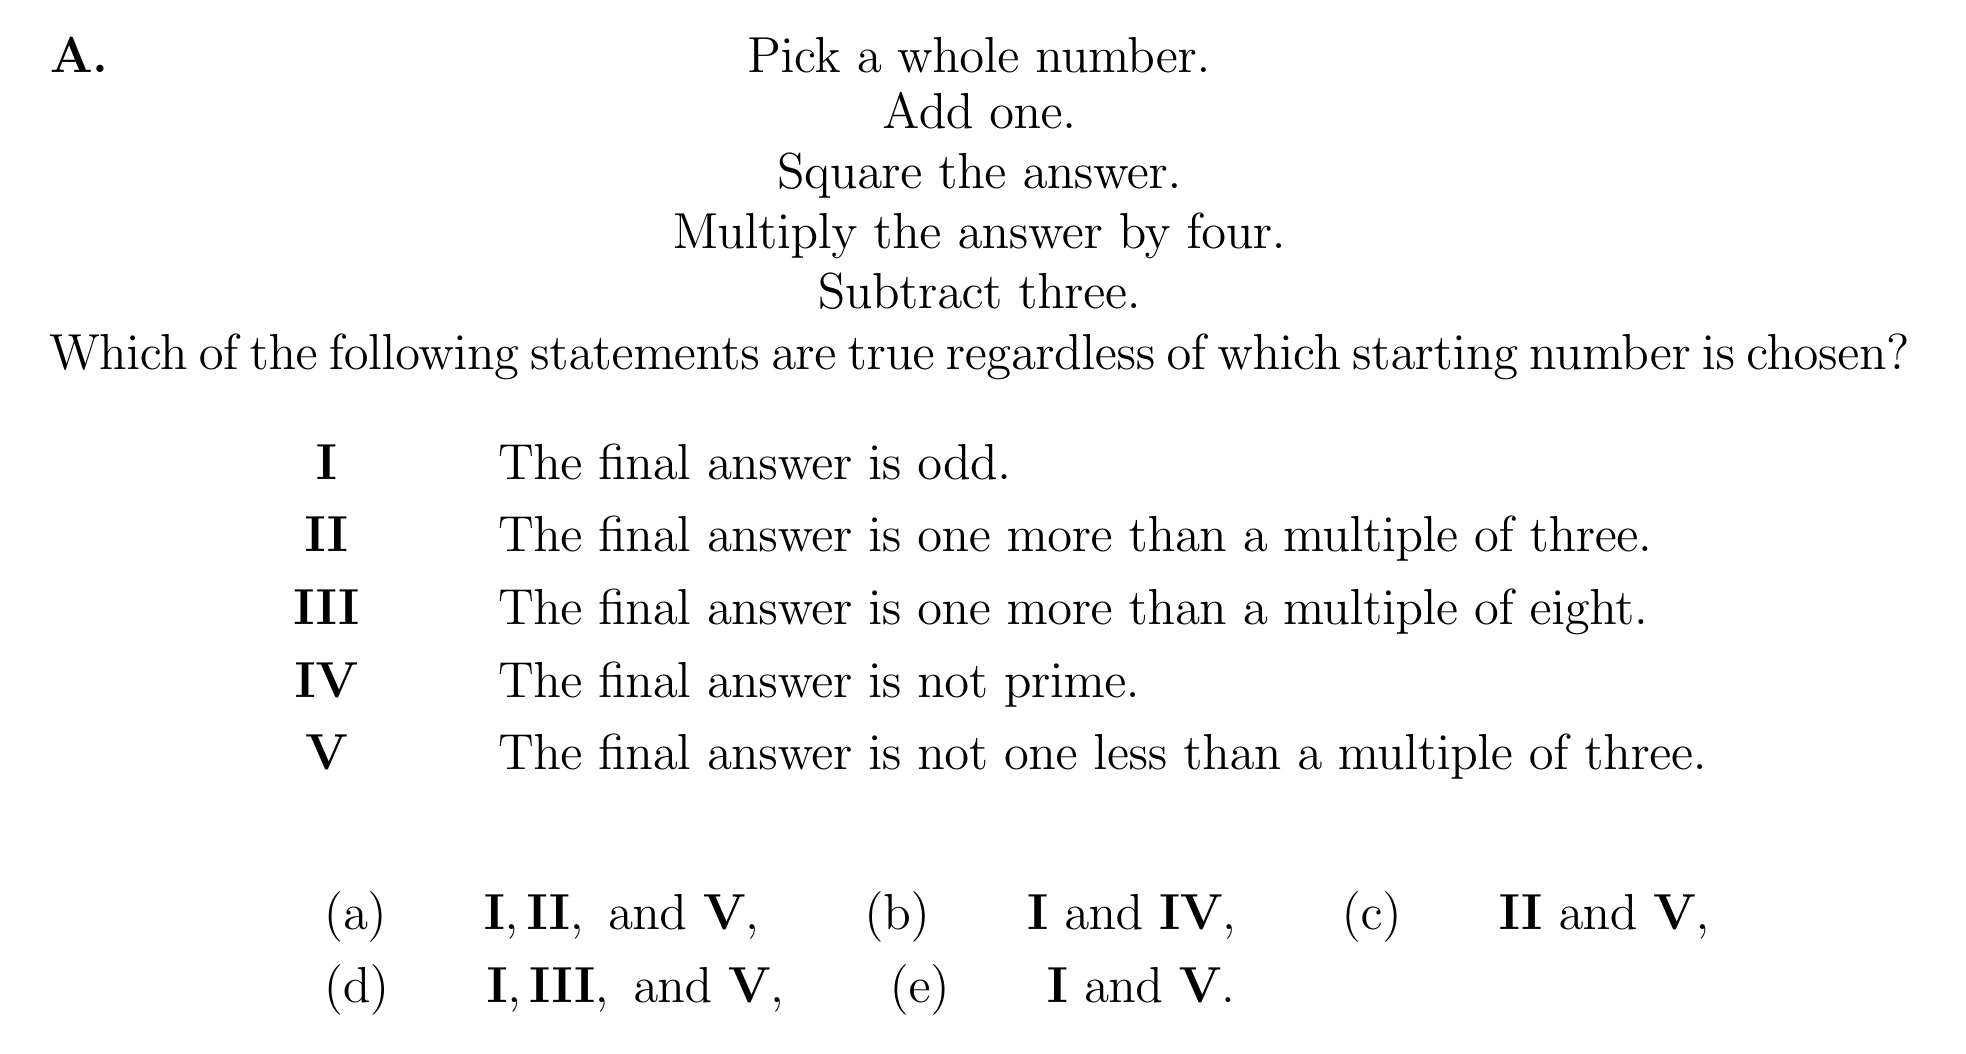 A. Pick a whole number.
Add one.
Square the answer.
Multiply the answer by four.
Subtract three.
Which of the following statements are true regardless of which starting number is chosen?
I The final answer is odd.
II The final answer is one more than a multiple of three.
III The final answer is one more than a multiple of eight.
IV The final answer is not prime.
V The final answer is not one less than a multiple of three.
(a) I, II, and V, (b) I and IV, (c) II and V,
(d) I, III, and V, (e) I and V.